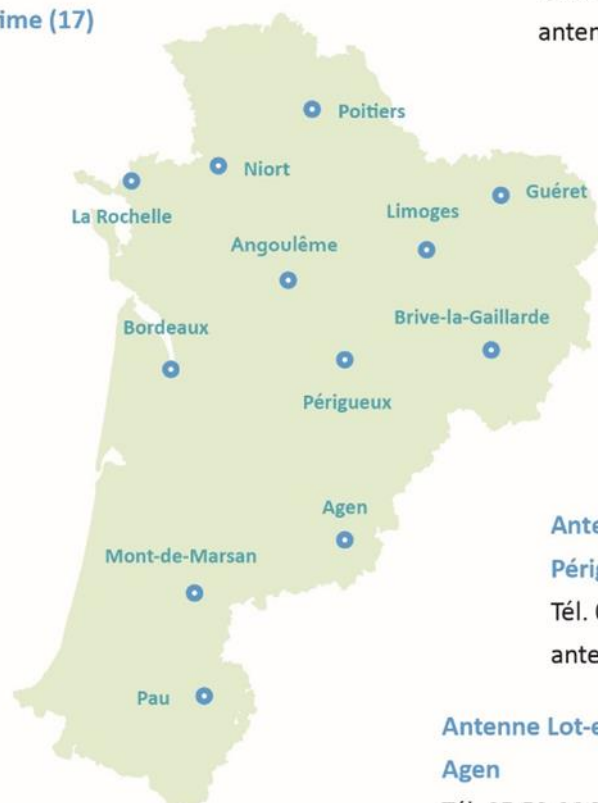 ime (17)
anten
Poitiers
Niort
La Rochelle
Guéret
Limoges
Angoulême
Bordeaux
Brive-la-Gaillarde
Périgueux
Agen
Mont-de-Marsan
Pau
Ante
Périg
Tél. 0
ante
Antenne Lot-e
Agen